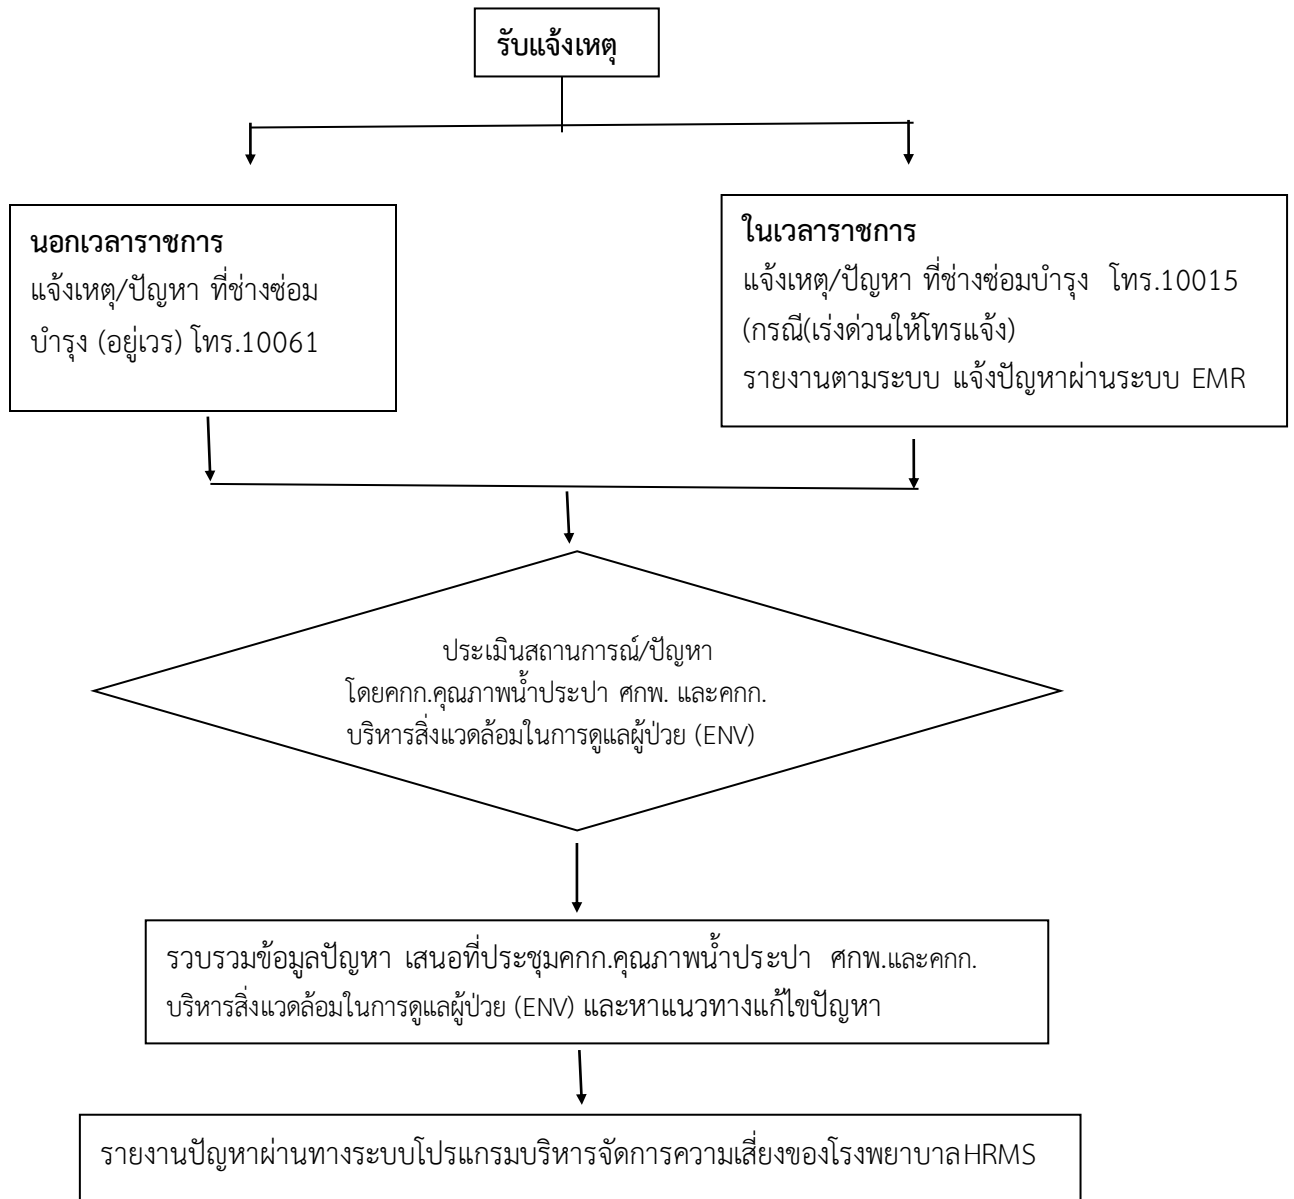 รับแจ้งเหตุ
นอกเวลาราชการ
แจ้งเหตุ/ปัญหา ที่ช่างซ่อม
บำรุง (อยู่เวร) โทร.10061
ในเวลาราชการ
แจ้งเหตุ/ปัญหา ที่ช่างซ่อมบำรุง โทร.10015
(กรณี(เร่งด่วนให้โทรแจ้ง)
รายงานตามระบบ แจ้งปัญหาผ่านระบบ EMR
ประเมินสถานการณ์/ปัญหา
โดยคกก.คุณภาพน้ำประปา ศกพ. และคกก.
บริหารสิ่งแวดล้อมในการดูแลผู้ป่วย (ENV)
รวบรวมข้อมูลปัญหา เสนอที่ประชุมคกก.คุณภาพน้ำประปา ศกพ.และคกก.
บริหารสิ่งแวดล้อมในการดูแลผู้ป่วย (ENV) และหาแนวทางแก้ไขปัญหา
รายงานปัญหาผ่านทางระบบโปรแกรมบริหารจัดการความเสี่ยงของโรงพยาบาลHRMS